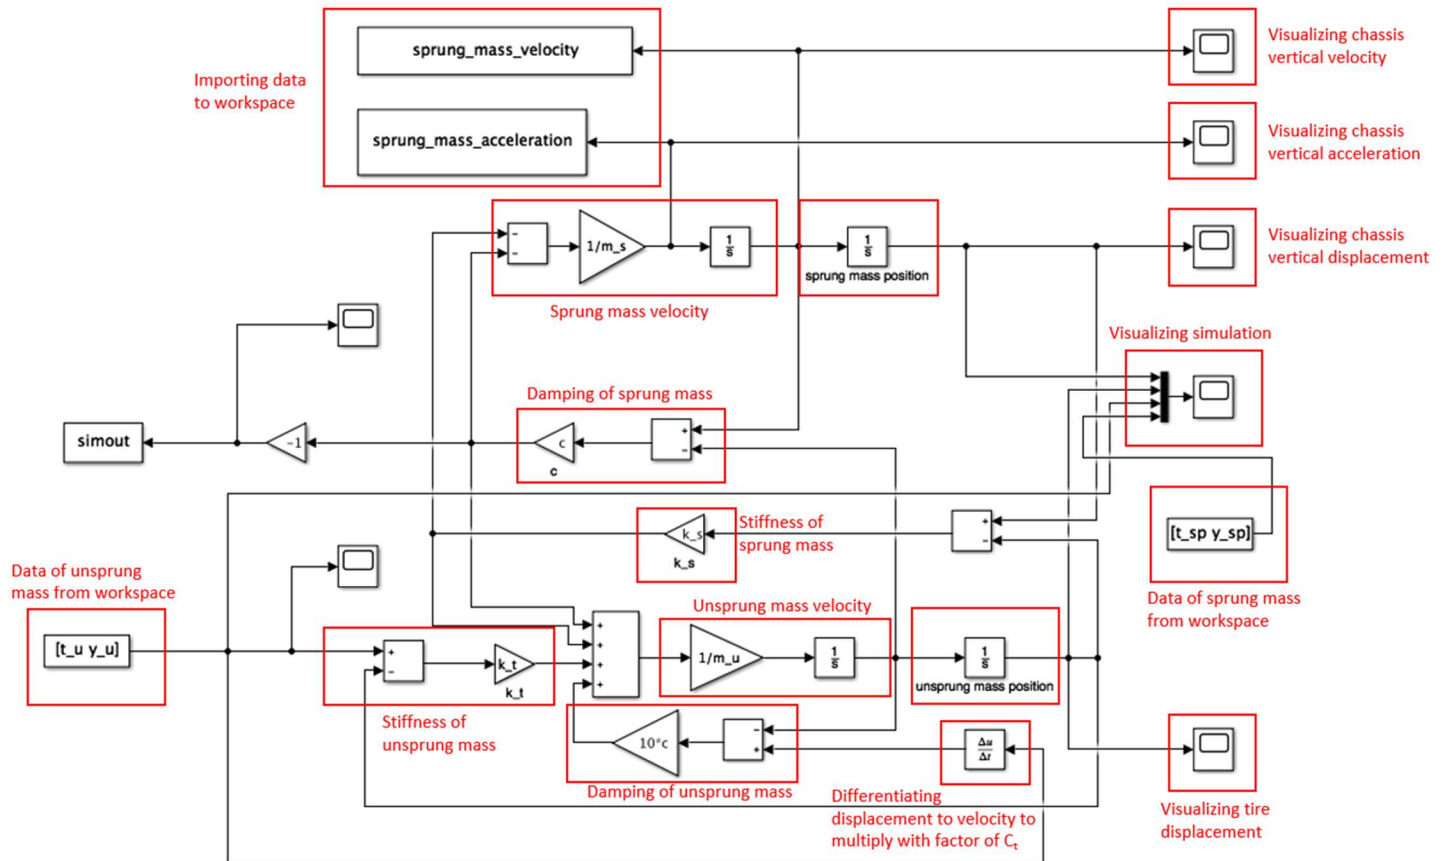 sprung_mass_velocity
Visualizing chassis
vertical velocity
Importing data
to workspace
sprung_mass_acceleration
Visualizing chassis
vertical acceleration
-
-
1/m_s
1
s
1
s
sprung mass position
Visualizing chassis
vertical displacement
Sprung mass velocity
Visualizing simulation
Damping of sprung mass
simout
-1
c
c
+
-
[t_sp y_sp]
Data of sprung mass
from workspace
k_s
k_s
Stiffness of
sprung mass
+
-
Data of unsprung
mass from workspace
[t_u y_u]
+
-
k_t
k_t
Stiffness of
unsprung mass
+
+
+
+
Unsprung mass velocity
1/m_u
1
s
1
s
unsprung mass position
10*c
-
+
Damping of unsprung mass
Δu
Δt
Differentiating
displacement to velocity to
multiply with factor of Cₜ
Visualizing tire
displacement